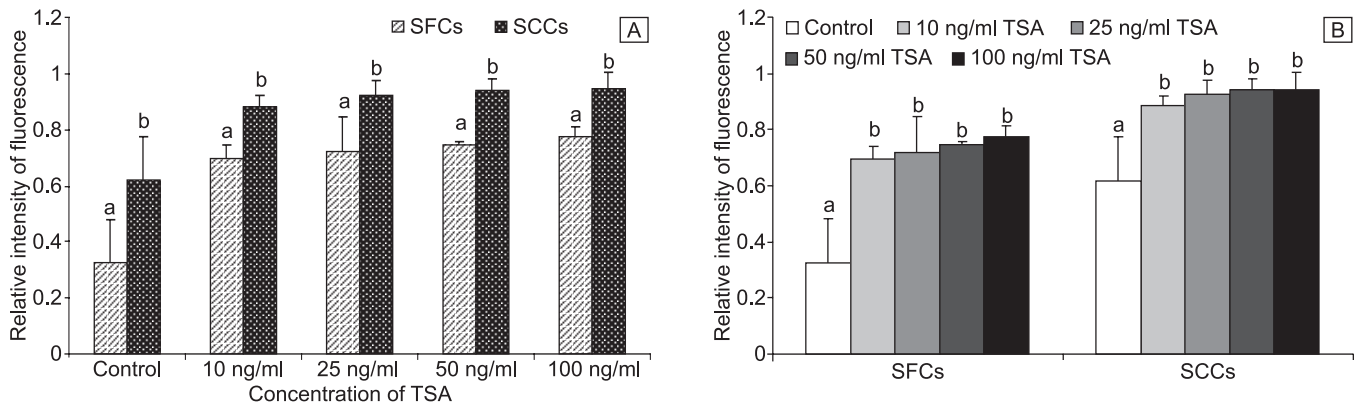 SFCs SCCs A
Relative intensity of fluorescence
1.2
1
0.8
0.6
0.4
0.2
0
a b a b a b a b a b
Control 10 ng/ml 25 ng/ml 50 ng/ml 100 ng/ml
Concentration of TSA
Control 10 ng/ml TSA 25 ng/ml TSA B
50 ng/ml TSA 100 ng/ml TSA
Relative intensity of fluorescence
1.2
1
0.8
0.6
0.4
0.2
0
a b b b b a b b b b
SFCs SCCs